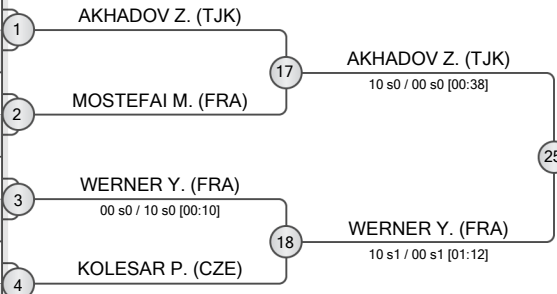 AKHADOV Z. (TJK)
1
17
AKHADOV Z. (TJK)
10 s0 / 00 s0 [00:38]
MOSTEFAI M. (FRA)
2
25
WERNER Y. (FRA)
3
00 s0 / 10 s0 [00:10]
18
WERNER Y. (FRA)
10 s1 / 00 s1 [01:12]
KOLESAR P. (CZE)
4